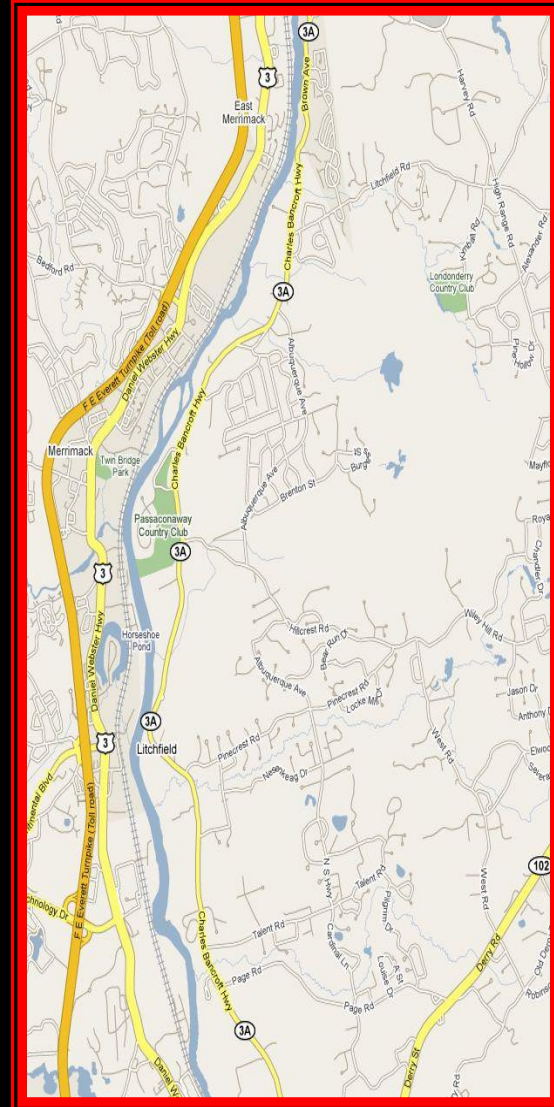 3A
3
Brown Ave
Harvey Rd
East
Merrimack
Charles Bancroft Hwy
Litchfield Rd
High Range Rd
Kimball Rd
Alexander Rd
Bedford Rd
Londonderry
Country Club
3A
Pine
Hollow Dr
F E Everett Turnpike (Toll road)
Daniel Webster Hwy
Albuquerque Ave
Charles Bancroft Hwy
Merrimack
Twin Bridge
Park
Albuquerque Ave
Brenton St
Passaconaway
Country Club
3A
Chandler Dr
3
Daniel Webster Hwy
Horseshoe
Pond
Hillcrest Rd
Bear Run Dr
Wiley Hill Rd
Albuquerque Ave
Pinecrest Rd
Locke Mill
Jason Dr
Anthony D
3A
Litchfield
Pinecrest Rd
3
Nesenkeag Dr
West Rd
F E Everett Turnpike (Toll road)
N S Hwy
102
Talent Rd
Pilgrim Dr
West Rd
chnology Dr
Charles Bancroft Hwy
Talent Rd
Cardinal Ln
A St
Louise Dr
Derry Rd
Page Rd
Page Rd
3A
Derry St
Daniel W